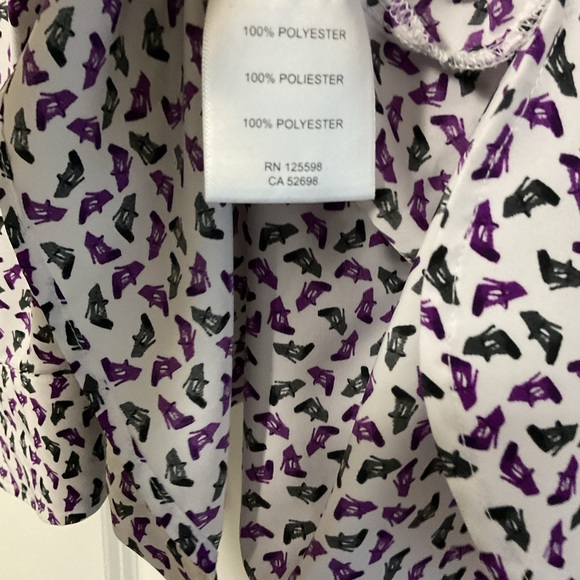 100% POLYESTER
100% POLIESTER
100% POLYESTER
RN 125598
CA 52698